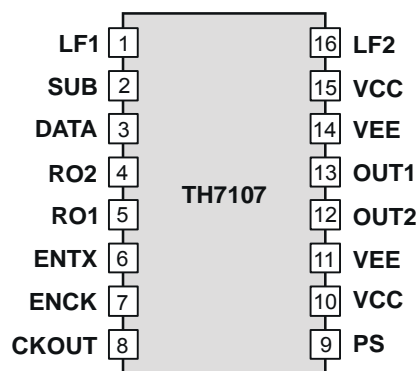 LF1 1 16 LF2
SUB 2 15 VCC
DATA 3 14 VEE
RO2 4 13 OUT1
TH7107
RO1 5 12 OUT2
ENTX 6 11 VEE
ENCK 7 10 VCC
CKOUT 8 9 PS